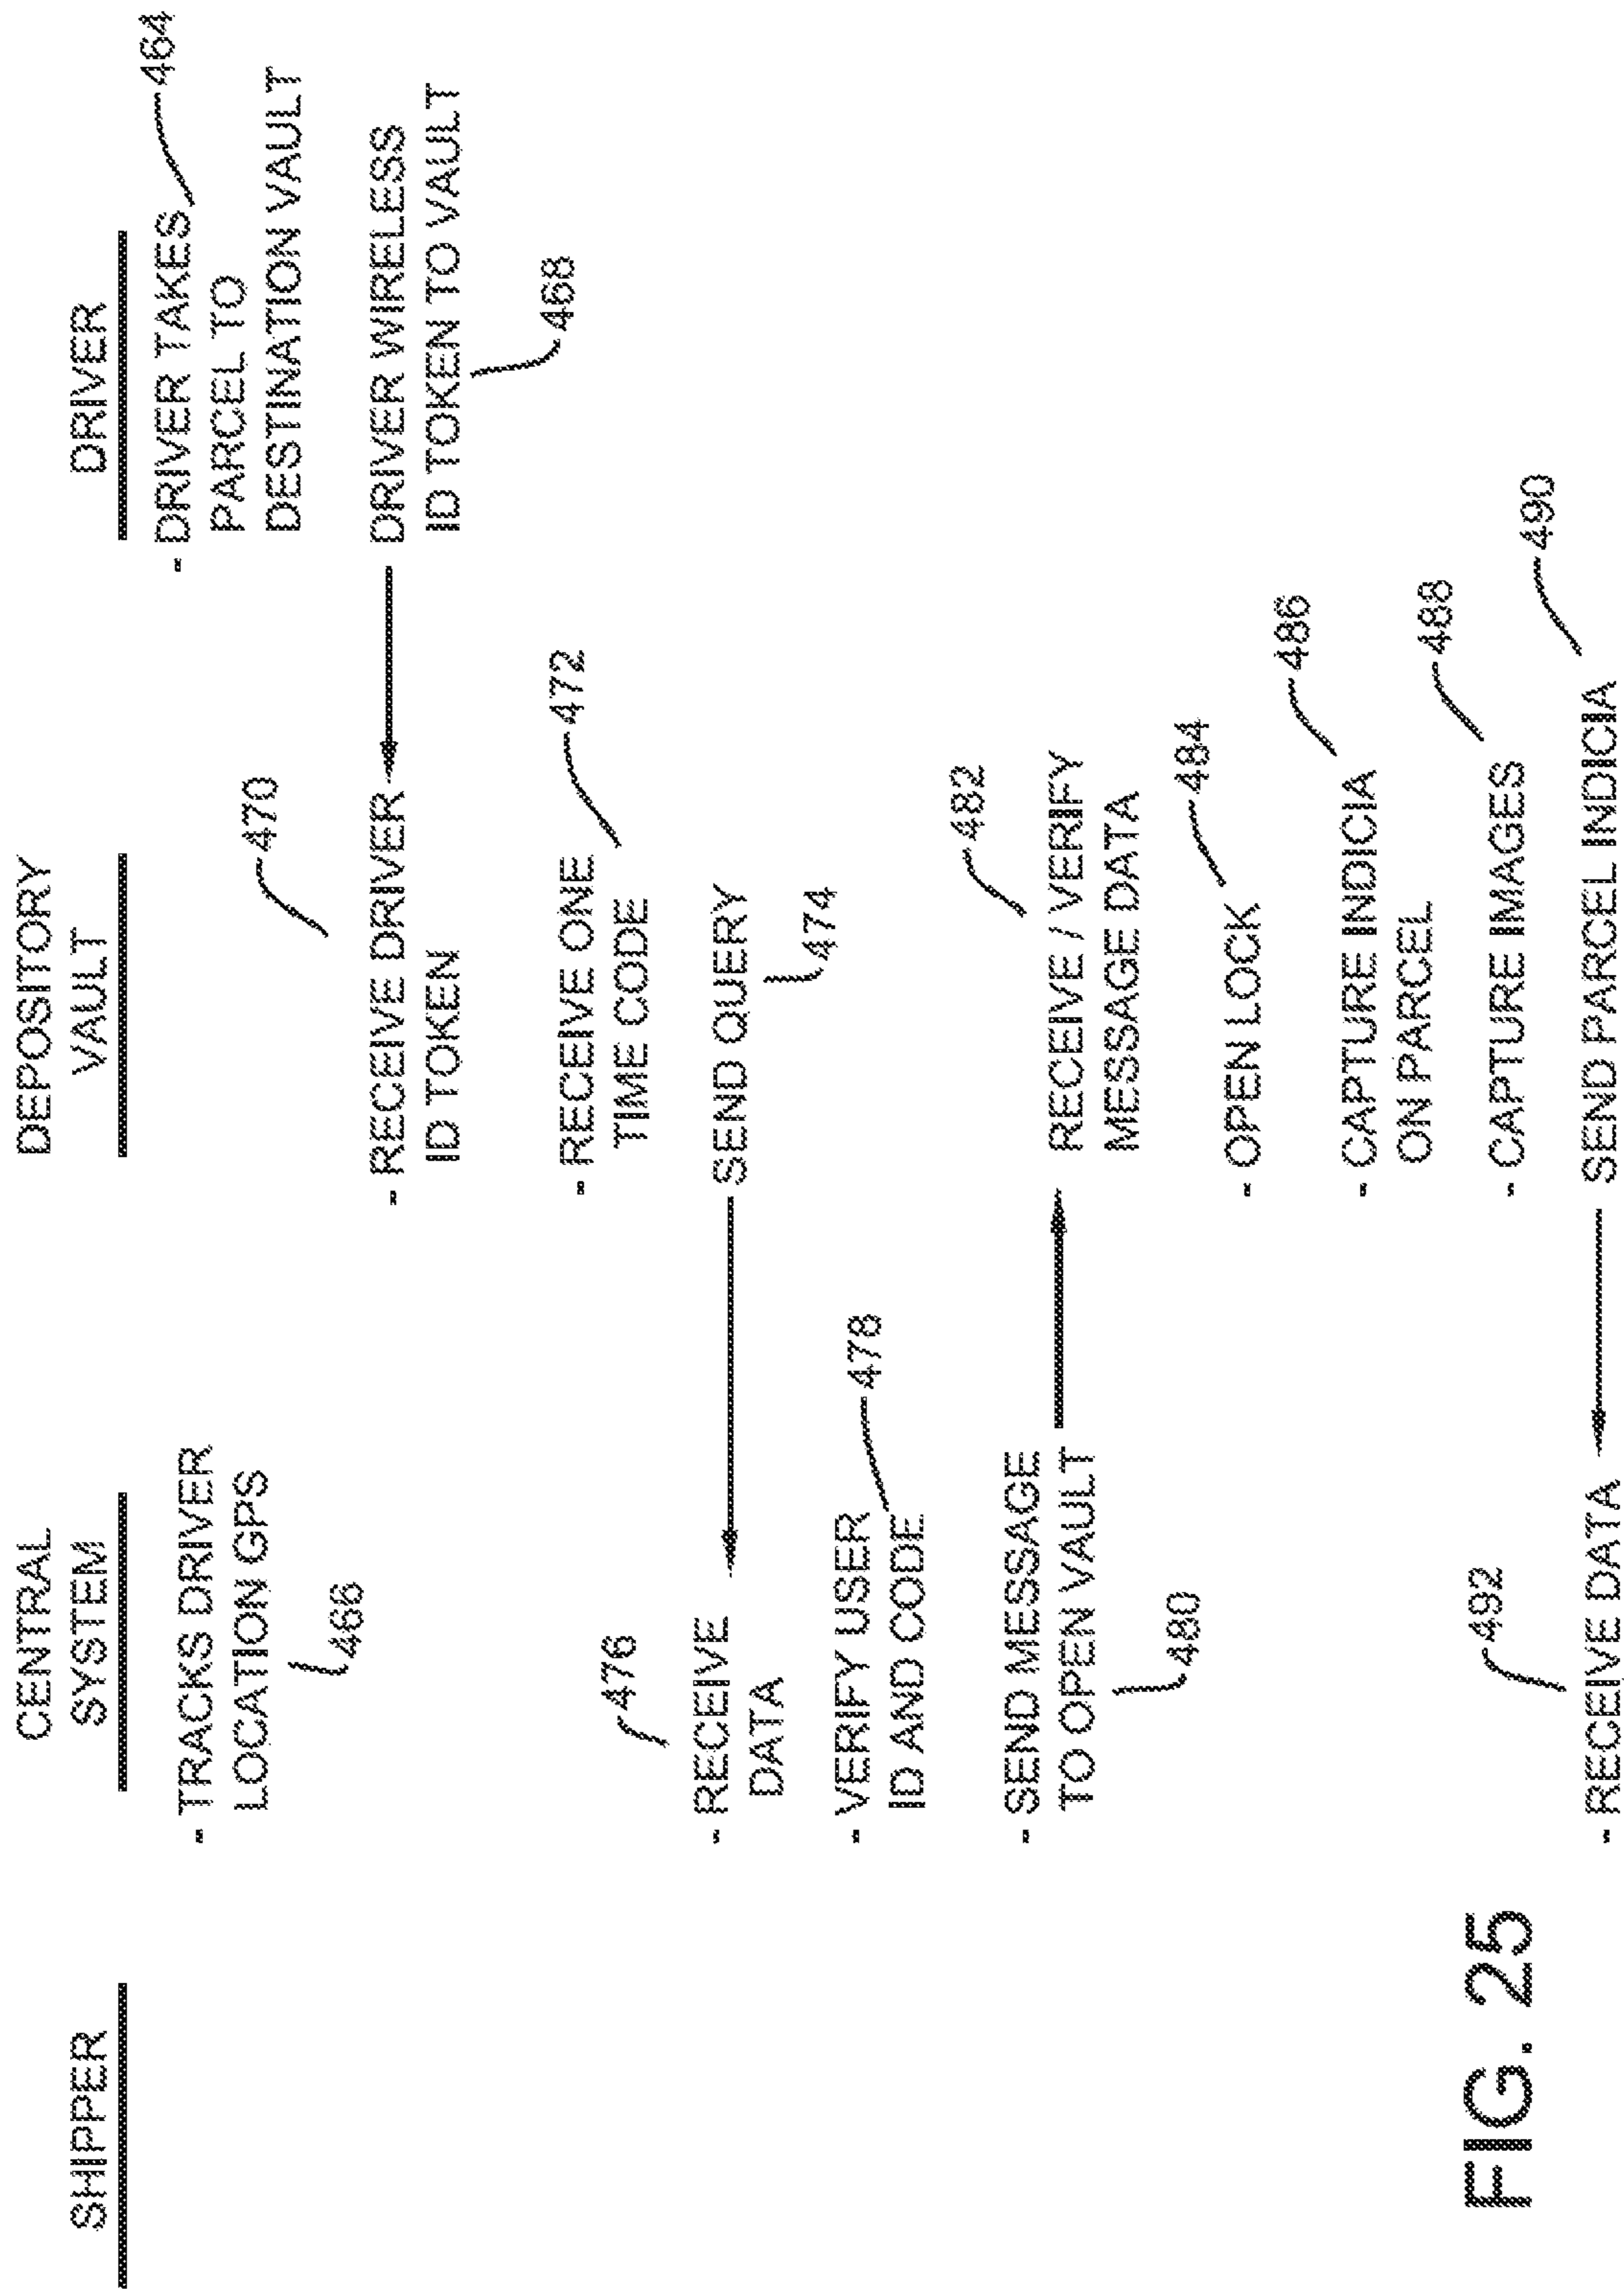 SHIPPER
CENTRAL
SYSTEM
DEPOSITORY
VAULT
DRIVER
- TRACKS DRIVER
LOCATION GPS
466
- DRIVER TAKES
PARCEL TO
DESTINATION VAULT
464
DRIVER WIRELESS
ID TOKEN TO VAULT
468
470
- RECEIVE DRIVER
ID TOKEN
- RECEIVE ONE
TIME CODE
472
SEND QUERY
474
476
- RECEIVE
DATA
- VERIFY USER
ID AND CODE
478
- SEND MESSAGE
TO OPEN VAULT
480
482
RECEIVE / VERIFY
MESSAGE DATA
- OPEN LOCK
484
- CAPTURE INDICIA
ON PARCEL
486
- CAPTURE IMAGES
488
SEND PARCEL INDICIA
490
492
- RECEIVE DATA
FIG. 25